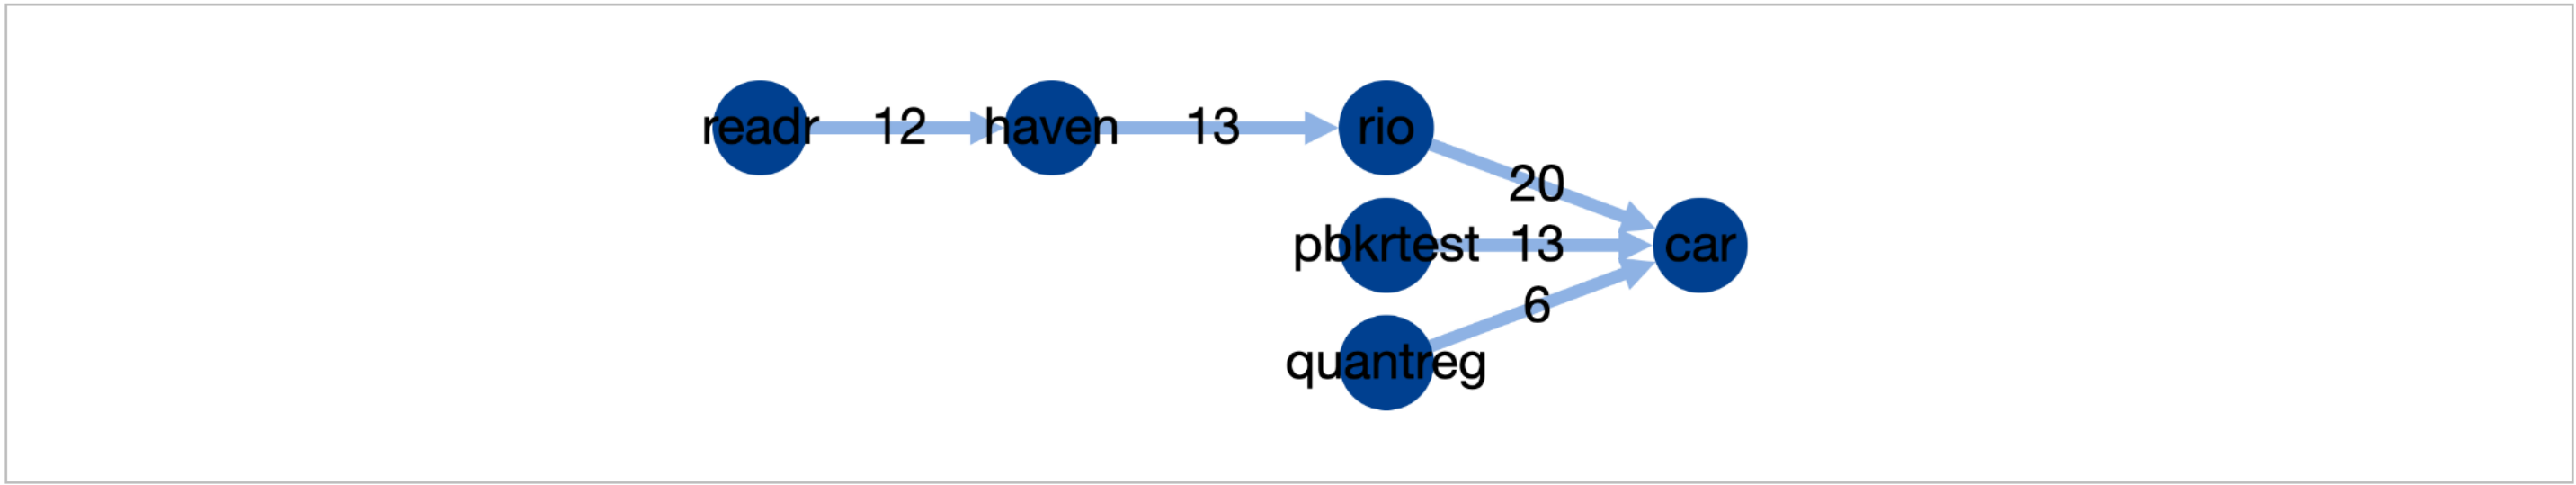 readr 12 haven 13 rio
20
pbkrtest 13 car
6
quantreg